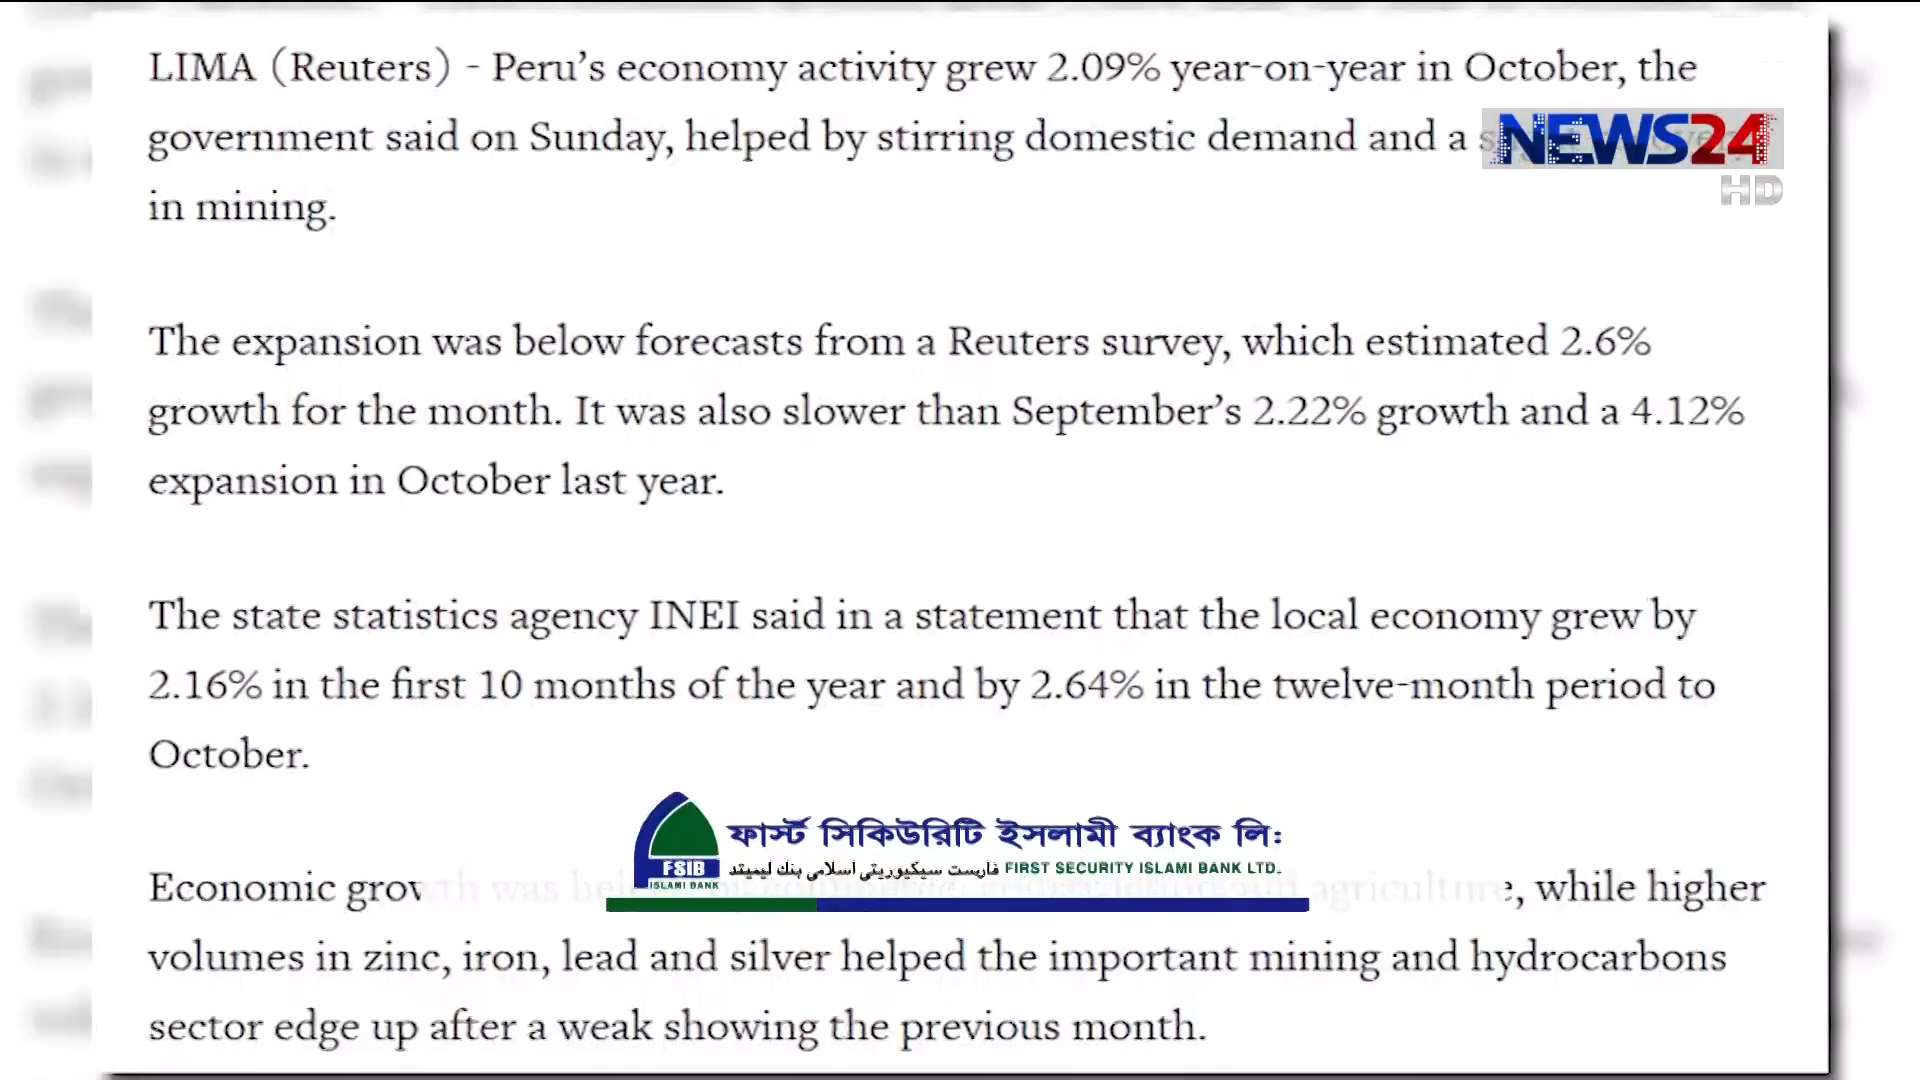 LIMA (Reuters) - Peru’s economy activity grew 2.09% year-on-year in October, the
government said on Sunday, helped by stirring domestic demand and a
NEWS24
HD
in mining.
The expansion was below forecasts from a Reuters survey, which estimated 2.6%
growth for the month. It was also slower than September’s 2.22% growth and a 4.12%
expansion in October last year.
The state statistics agency INEI said in a statement that the local economy grew by
2.16% in the first 10 months of the year and by 2.64% in the twelve-month period to
October.
ফার্স্ট সিকিউরিটি ইসলামী ব্যাংক লিঃ
FSIB
ISLAMI BANK
فاريست سيكيوريتي اسلامي بنك ليميتد FIRST SECURITY ISLAMI BANK LTD.
Economic growth was agriculture, while higher
volumes in zinc, iron, lead and silver helped the important mining and hydrocarbons
sector edge up after a weak showing the previous month.